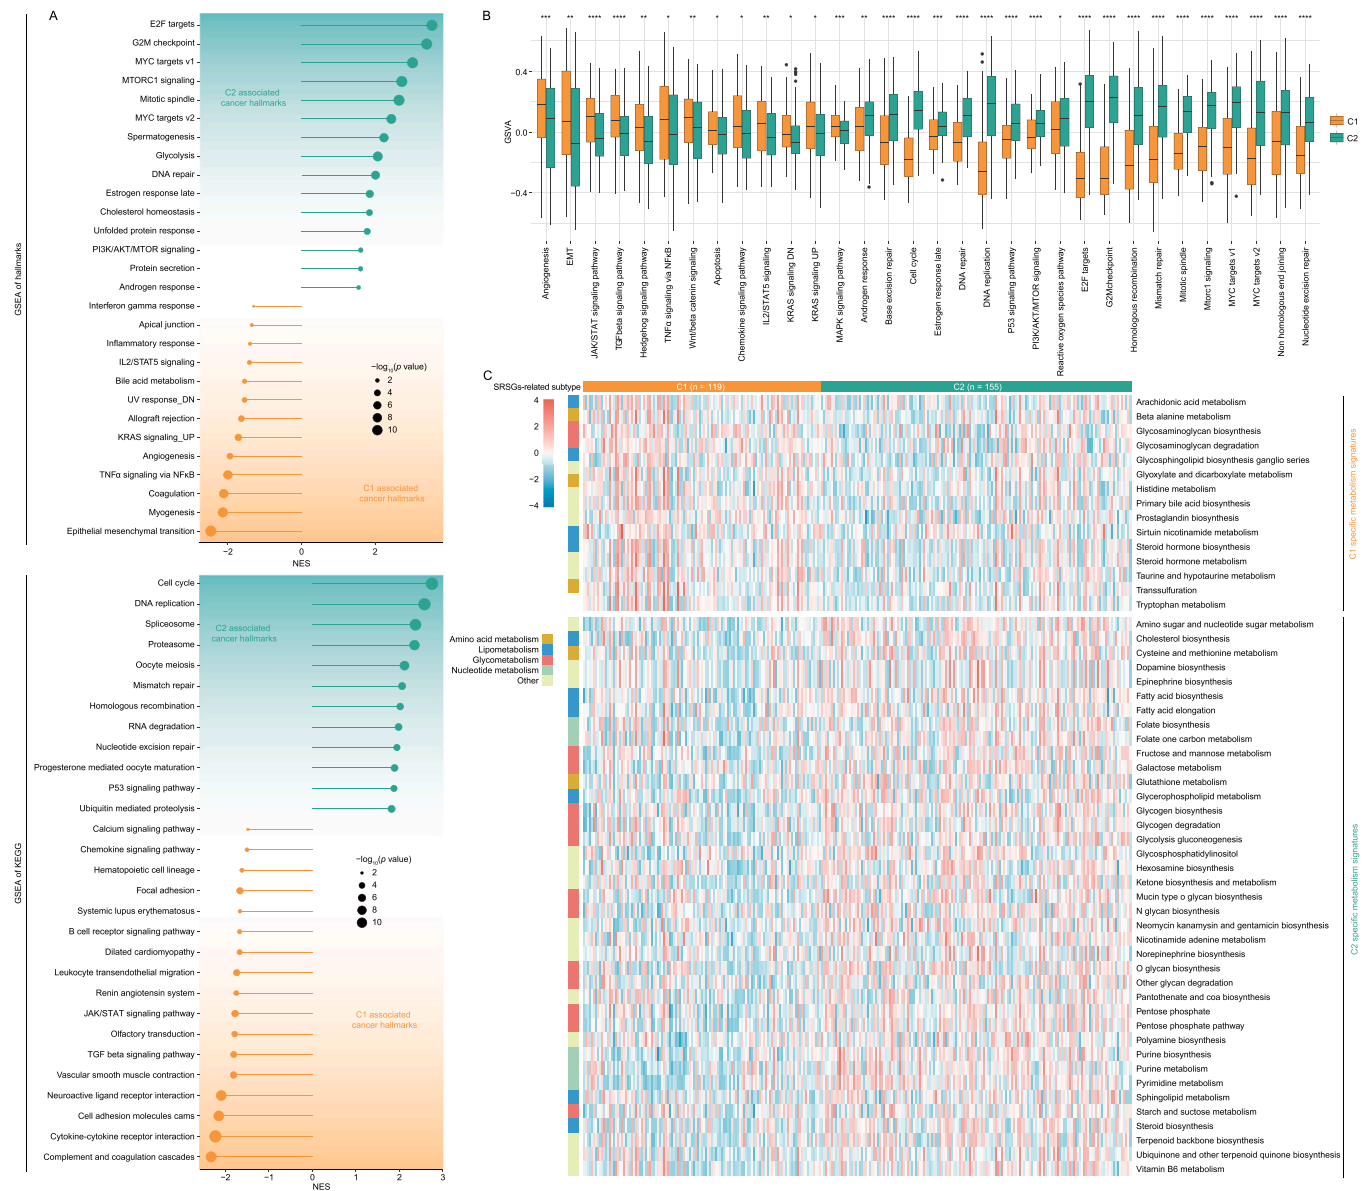 A
GSEA of hallmarks
E2F targets
G2M checkpoint
MYC targets v1
MTORC1 signaling
Mitotic spindle
MYC targets v2
Spermatogenesis
Glycolysis
DNA repair
Estrogen response late
Cholesterol homeostasis
Unfolded protein response
PI3K/AKT/MTOR signaling
Protein secretion
Androgen response
Interferon gamma response
Apical junction
Inflammatory response
IL2/STAT5 signaling
Bile acid metabolism
UV response_DN
Allograft rejection
KRAS signaling_UP
Angiogenesis
TNFα signaling via NFκB
Coagulation
Myogenesis
Epithelial mesenchymal transition
C2 associated
cancer hallmarks
−log10(p value)
2
4
6
8
10
C1 associated
cancer hallmarks
−2
0
2
NES
GSEA of KEGG
Cell cycle
DNA replication
Spliceosome
Proteasome
Oocyte meiosis
Mismatch repair
Homologous recombination
RNA degradation
Nucleotide excision repair
Progesterone mediated oocyte maturation
P53 signaling pathway
Ubiquitin mediated proteolysis
Calcium signaling pathway
Chemokine signaling pathway
Hematopoietic cell lineage
Focal adhesion
Systemic lupus erythematosus
B cell receptor signaling pathway
Dilated cardiomyopathy
Leukocyte transendothelial migration
Renin angiotensin system
JAK/STAT signaling pathway
Olfactory transduction
TGF beta signaling pathway
Vascular smooth muscle contraction
Neuroactive ligand receptor interaction
Cell adhesion molecules cams
Cytokine-cytokine receptor interaction
Complement and coagulation cascades
C2 associated
cancer hallmarks
−log10(p value)
2
4
6
8
10
C1 associated
cancer hallmarks
−2
−1
0
1
2
3
NES
B
*** ** **** **** ** * ** * * ** * * *** ** **** **** *** **** **** **** **** * **** **** **** **** **** **** **** **** **** ****
GSVA
0.4
0.0
−0.4
C1
C2
Angiogenesis
EMT
JAK/STAT signaling pathway
TGFbeta signaling pathway
Hedgehog signaling pathway
TNFα signaling via NFκB
Wnt/beta catenin signaling
Apoptosis
Chemokine signaling pathway
IL2/STAT5 signaling
KRAS signaling DN
KRAS signaling UP
MAPK signaling pathway
Androgen response
Base excision repair
Cell cycle
Estrogen response late
DNA repair
DNA replication
P53 signaling pathway
PI3K/AKT/MTOR signaling
Reactive oxygen species pathway
E2F targets
G2Mcheckpoint
Homologous recombination
Mismatch repair
Mitotic spindle
Mtorc1 signaling
MYC targets v1
MYC targets v2
Non homologous end joining
Nucleotide excision repair
C
SRSGs-related subtype
C1 (n = 119)
C2 (n = 155)
4
2
0
−2
−4
Amino acid metabolism
Lipometabolism
Glycometabolism
Nucleotide metabolism
Other
Arachidonic acid metabolism
Beta alanine metabolism
Glycosaminoglycan biosynthesis
Glycosaminoglycan degradation
Glycosphingolipid biosynthesis ganglio series
Glyoxylate and dicarboxylate metabolism
Histidine metabolism
Primary bile acid biosynthesis
Prostaglandin biosynthesis
Sirtuin nicotinamide metabolism
Steroid hormone biosynthesis
Steroid hormone metabolism
Taurine and hypotaurine metabolism
Transsulfuration
Tryptophan metabolism
C1 specific metabolism signatures
Amino sugar and nucleotide sugar metabolism
Cholesterol biosynthesis
Cysteine and methionine metabolism
Dopamine biosynthesis
Epinephrine biosynthesis
Fatty acid biosynthesis
Fatty acid elongation
Folate biosynthesis
Folate one carbon metabolism
Fructose and mannose metabolism
Galactose metabolism
Glutathione metabolism
Glycerophospholipid metabolism
Glycogen biosynthesis
Glycogen degradation
Glycolysis gluconeogenesis
Glycosphosphatidylinositol
Hexosamine biosynthesis
Ketone biosynthesis and metabolism
Mucin type o glycan biosynthesis
N glycan biosynthesis
Neomycin kanamysin and gentamicin biosynthesis
Nicotinamide adenine metabolism
Norepinephrine biosynthesis
O glycan biosynthesis
Other glycan degradation
Pantothenate and coa biosynthesis
Pentose phosphate
Pentose phosphate pathway
Polyamine biosynthesis
Purine biosynthesis
Purine metabolism
Pyrimidine metabolism
Sphingolipid metabolism
Starch and suctose metabolism
Steroid biosynthesis
Terpenoid backbone biosynthesis
Ubiquinone and other terpenoid quinone biosynthesis
Vitamin B6 metabolism
C2 specific metabolism signatures